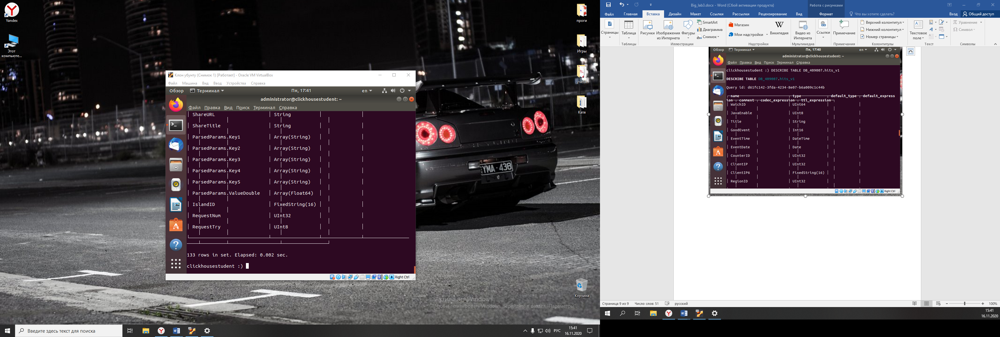 Yandex
Этот
компьюте...
проги
Игры
учеба
Катя
Корзина
YMA·438
SKYLINE
Активация Windows
Чтобы активировать Windows, перейдите в раздел "Параметры".
Клон убунту (Снимок 1) [Работает] - Oracle VM VirtualBox
Файл Машина Вид Ввод Устройства Справка
Обзор Терминал Пн, 17:41 en
administrator@clickhousestudent: ~
Файл Правка Вид Поиск Терминал Справка
ShareURL String
ShareTitle String
ParsedParams.Key1 Array(String)
ParsedParams.Key2 Array(String)
ParsedParams.Key3 Array(String)
ParsedParams.Key4 Array(String)
ParsedParams.Key5 Array(String)
ParsedParams.ValueDouble Array(Float64)
IslandID FixedString(16)
RequestNum UInt32
RequestTry UInt8
133 rows in set. Elapsed: 0.002 sec.
clickhousestudent :)
Right Ctrl
Введите здесь текст для поиска
РУС
15:41
16.11.2020
Big_lab3.docx - Word (Сбой активации продукта)
Работа с рисунками
Файл Главная Вставка Дизайн Макет Ссылки Рассылки Рецензирование Вид Формат Что вы хотите сделать? Вход Общий доступ
Страницы
Таблица
Таблицы
Рисунки
Изображения
из Интернета
Фигуры
SmartArt
Диаграмма
Снимок
Иллюстрации
Магазин
Мои надстройки
Википедия
Надстройки
Видео из
Интернета
Мультимедиа
Ссылки
Примечание
Примечания
Верхний колонтитул
Нижний колонтитул
Номер страницы
Колонтитулы
Текстовое
поле
Текст
Уравнение
Символ
Символы
Обзор Терминал Пн, 17:40 en
administrator@clickhousestudent: ~
Файл Правка Вид Поиск Терминал Справка
clickhousestudent :) DESCRIBE TABLE DB_409007.hits_v1
DESCRIBE TABLE DB_409007.hits_v1
Query id: d61fc142-3fda-4234-8e07-b6a009c1c44b
name type default_type default_express
ion comment codec_expression ttl_expression
WatchID UInt64
JavaEnable UInt8
Title String
GoodEvent Int16
EventTime DateTime
EventDate Date
CounterID UInt32
ClientIP UInt32
ClientIP6 FixedString(16)
RegionID UInt32
Right Ctrl
Страница 9 из 9 Число слов: 51 русский 100%
15:41
16.11.2020